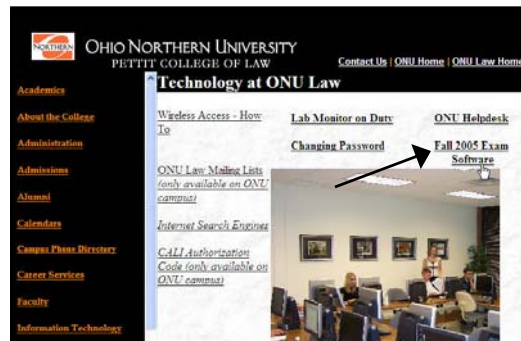 NORTHERN
OHIO NORTHERN UNIVERSITY
PETTIT COLLEGE OF LAW
Contact Us | ONU Home | ONU Law Home
Technology at ONU Law
Academics
About the College
Administration
Admissions
Alumni
Calendars
Campus Phone Directory
Career Services
Faculty
Information Technology
Wireless Access - How
To
ONU Law Mailing Lists
(only available on ONU
campus)
Internet Search Engines
CALI Authorization
Code (only available on
ONU campus)
Lab Monitor on Duty
Changing Password
ONU Helpdesk
Fall 2005 Exam
Software